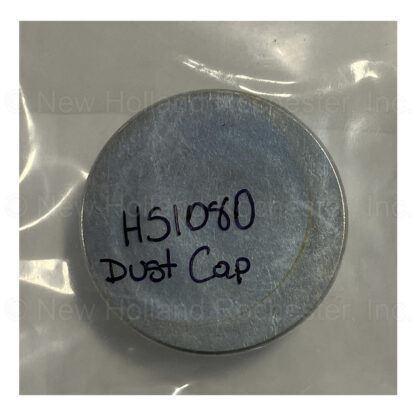 © New Holland Rochester, Inc.
HS1080
Dust Cap
© New Holland Rochester, Inc.
© New Holland Rochester, Inc.